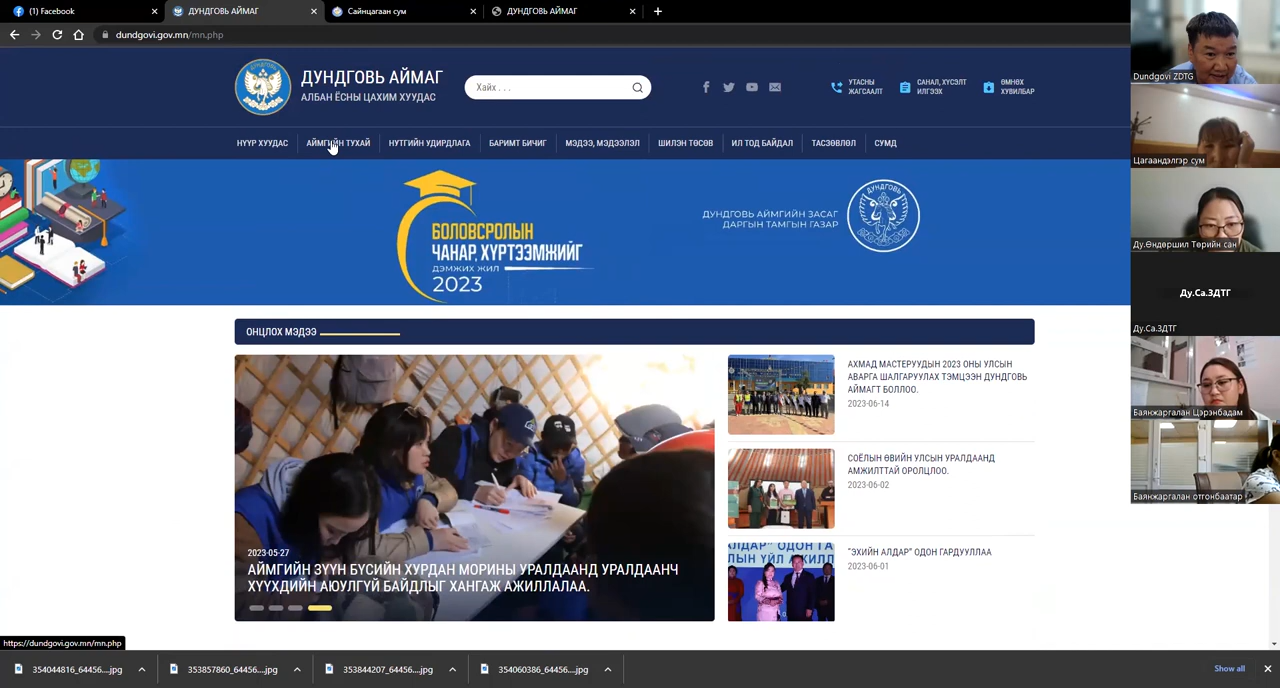 (1) Facebook
ДУНДГОВЬ АЙМАГ
Сайнцагаан сум
ДУНДГОВЬ АЙМАГ
dundgovi.gov.mn/mn.php
ДУНДГОВЬ
ДУНДГОВЬ АЙМАГ
АЛБАН ЁСНЫ ЦАХИМ ХУУДАС
Хайх . . .
УТАСНЫ
ЖАГСААЛТ
САНАЛ, ХҮСЭЛТ
ИЛГЭЭХ
ӨМНӨХ
ХУВИЛБАР
НҮҮР ХУУДАС
АЙМГИЙН ТУХАЙ
НУТГИЙН УДИРДЛАГА
БАРИМТ БИЧИГ
МЭДЭЭ, МЭДЭЭЛЭЛ
ШИЛЭН ТӨСӨВ
ИЛ ТОД БАЙДАЛ
ТАСЗӨВЛӨЛ
СУМД
БОЛОВСРОЛЫН
ЧАНАР, ХҮРТЭЭМЖИЙГ
ДЭМЖИХ ЖИЛ
2023
ДУНДГОВЬ АЙМГИЙН ЗАСАГ
ДАРГЫН ТАМГЫН ГАЗАР
ДУНДГОВЬ
ОНЦЛОХ МЭДЭЭ
2023-05-27
АЙМГИЙН ЗҮҮН БҮСИЙН ХУРДАН МОРИНЫ УРАЛДААНД УРАЛДААНЧ
ХҮҮХДИЙН АЮУЛГҮЙ БАЙДЛЫГ ХАНГАЖ АЖИЛЛАЛАА.
АХМАД МАСТЕРУУДЫН 2023 ОНЫ УЛСЫН
АВАРГА ШАЛГАРУУЛАХ ТЭМЦЭЭН ДУНДГОВЬ
АЙМАГТ БОЛЛОО.
2023-06-14
СОЁЛЫН ӨВИЙН УЛСЫН УРАЛДААНД
АМЖИЛТТАЙ ОРОЛЦЛОО.
2023-06-02
"ЭХИЙН АЛДАР" ОДОН ГАРДУУЛЛАА
2023-06-01
Dundgovi ZDTG
Цагаандэлгэр сум
Ду.Өндөршил Төрийн сан
Ду.Са.ЗДТГ
Ду.Са.ЗДТГ
Баянжаргалан Цэрэнбадам
Баянжаргалан отгонбаатар
https://dundgovi.gov.mn/mn.php
354044816_64456....jpg
353857860_64456....jpg
353844207_64456....jpg
354060386_64456....jpg
Show all